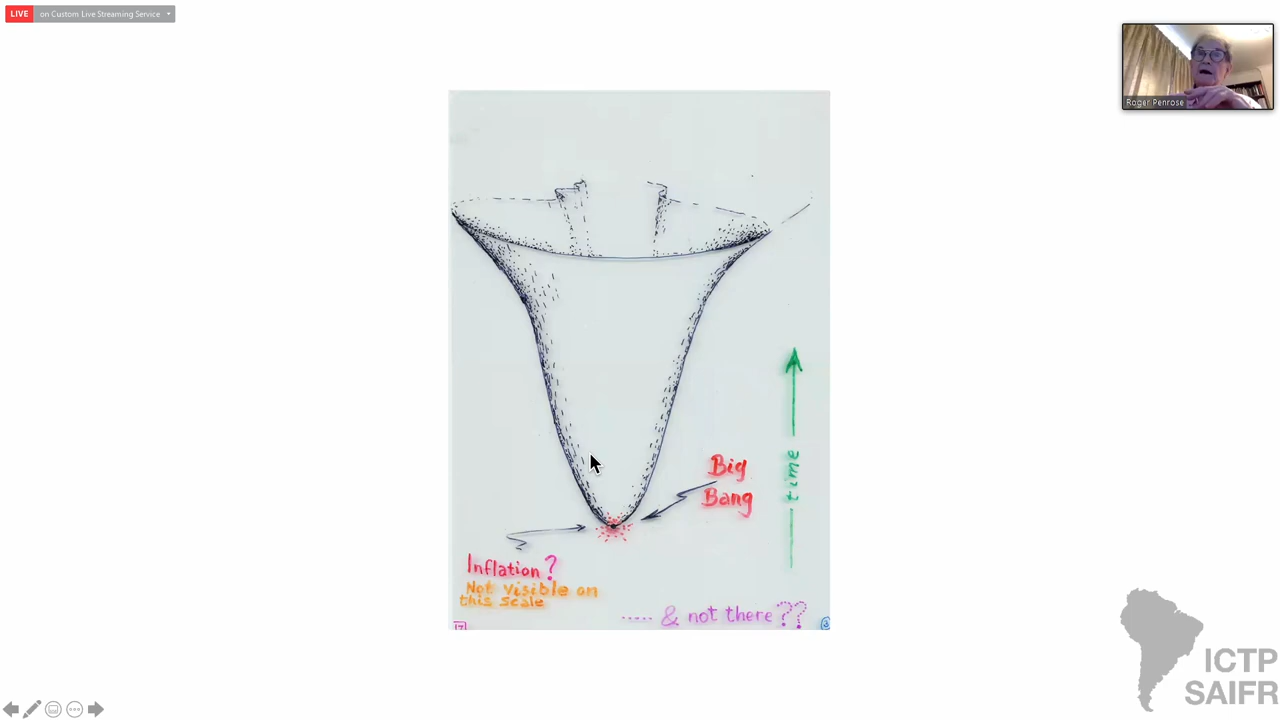 LIVE on Custom Live Streaming Service
Roger Penrose
Big
Bang
time
Inflation?
Not visible on
this scale
..... & not there??
7
ICTP
SAIFR